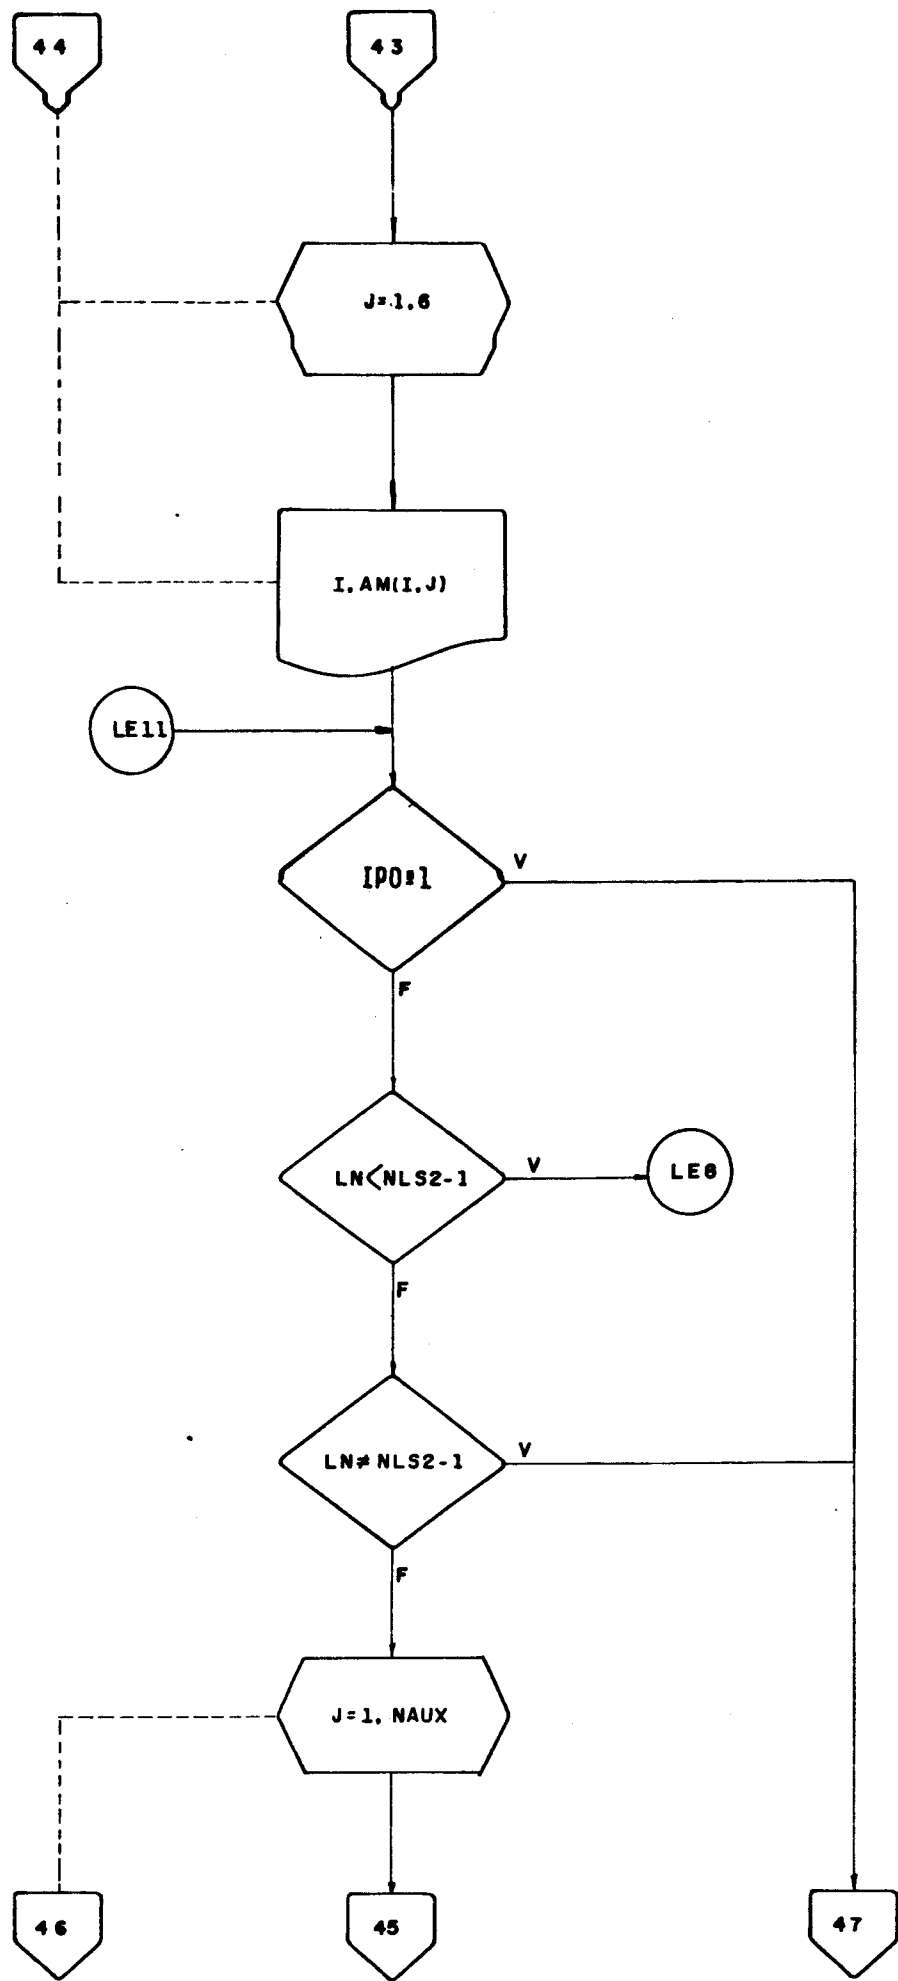 44
43
J=1,6
I, AM(I,J)
LE11
IPO=1
V
F
LN<NLS2-1
V
LE8
F
LN≠NLS2-1
V
F
J=1, NAUX
46
45
47